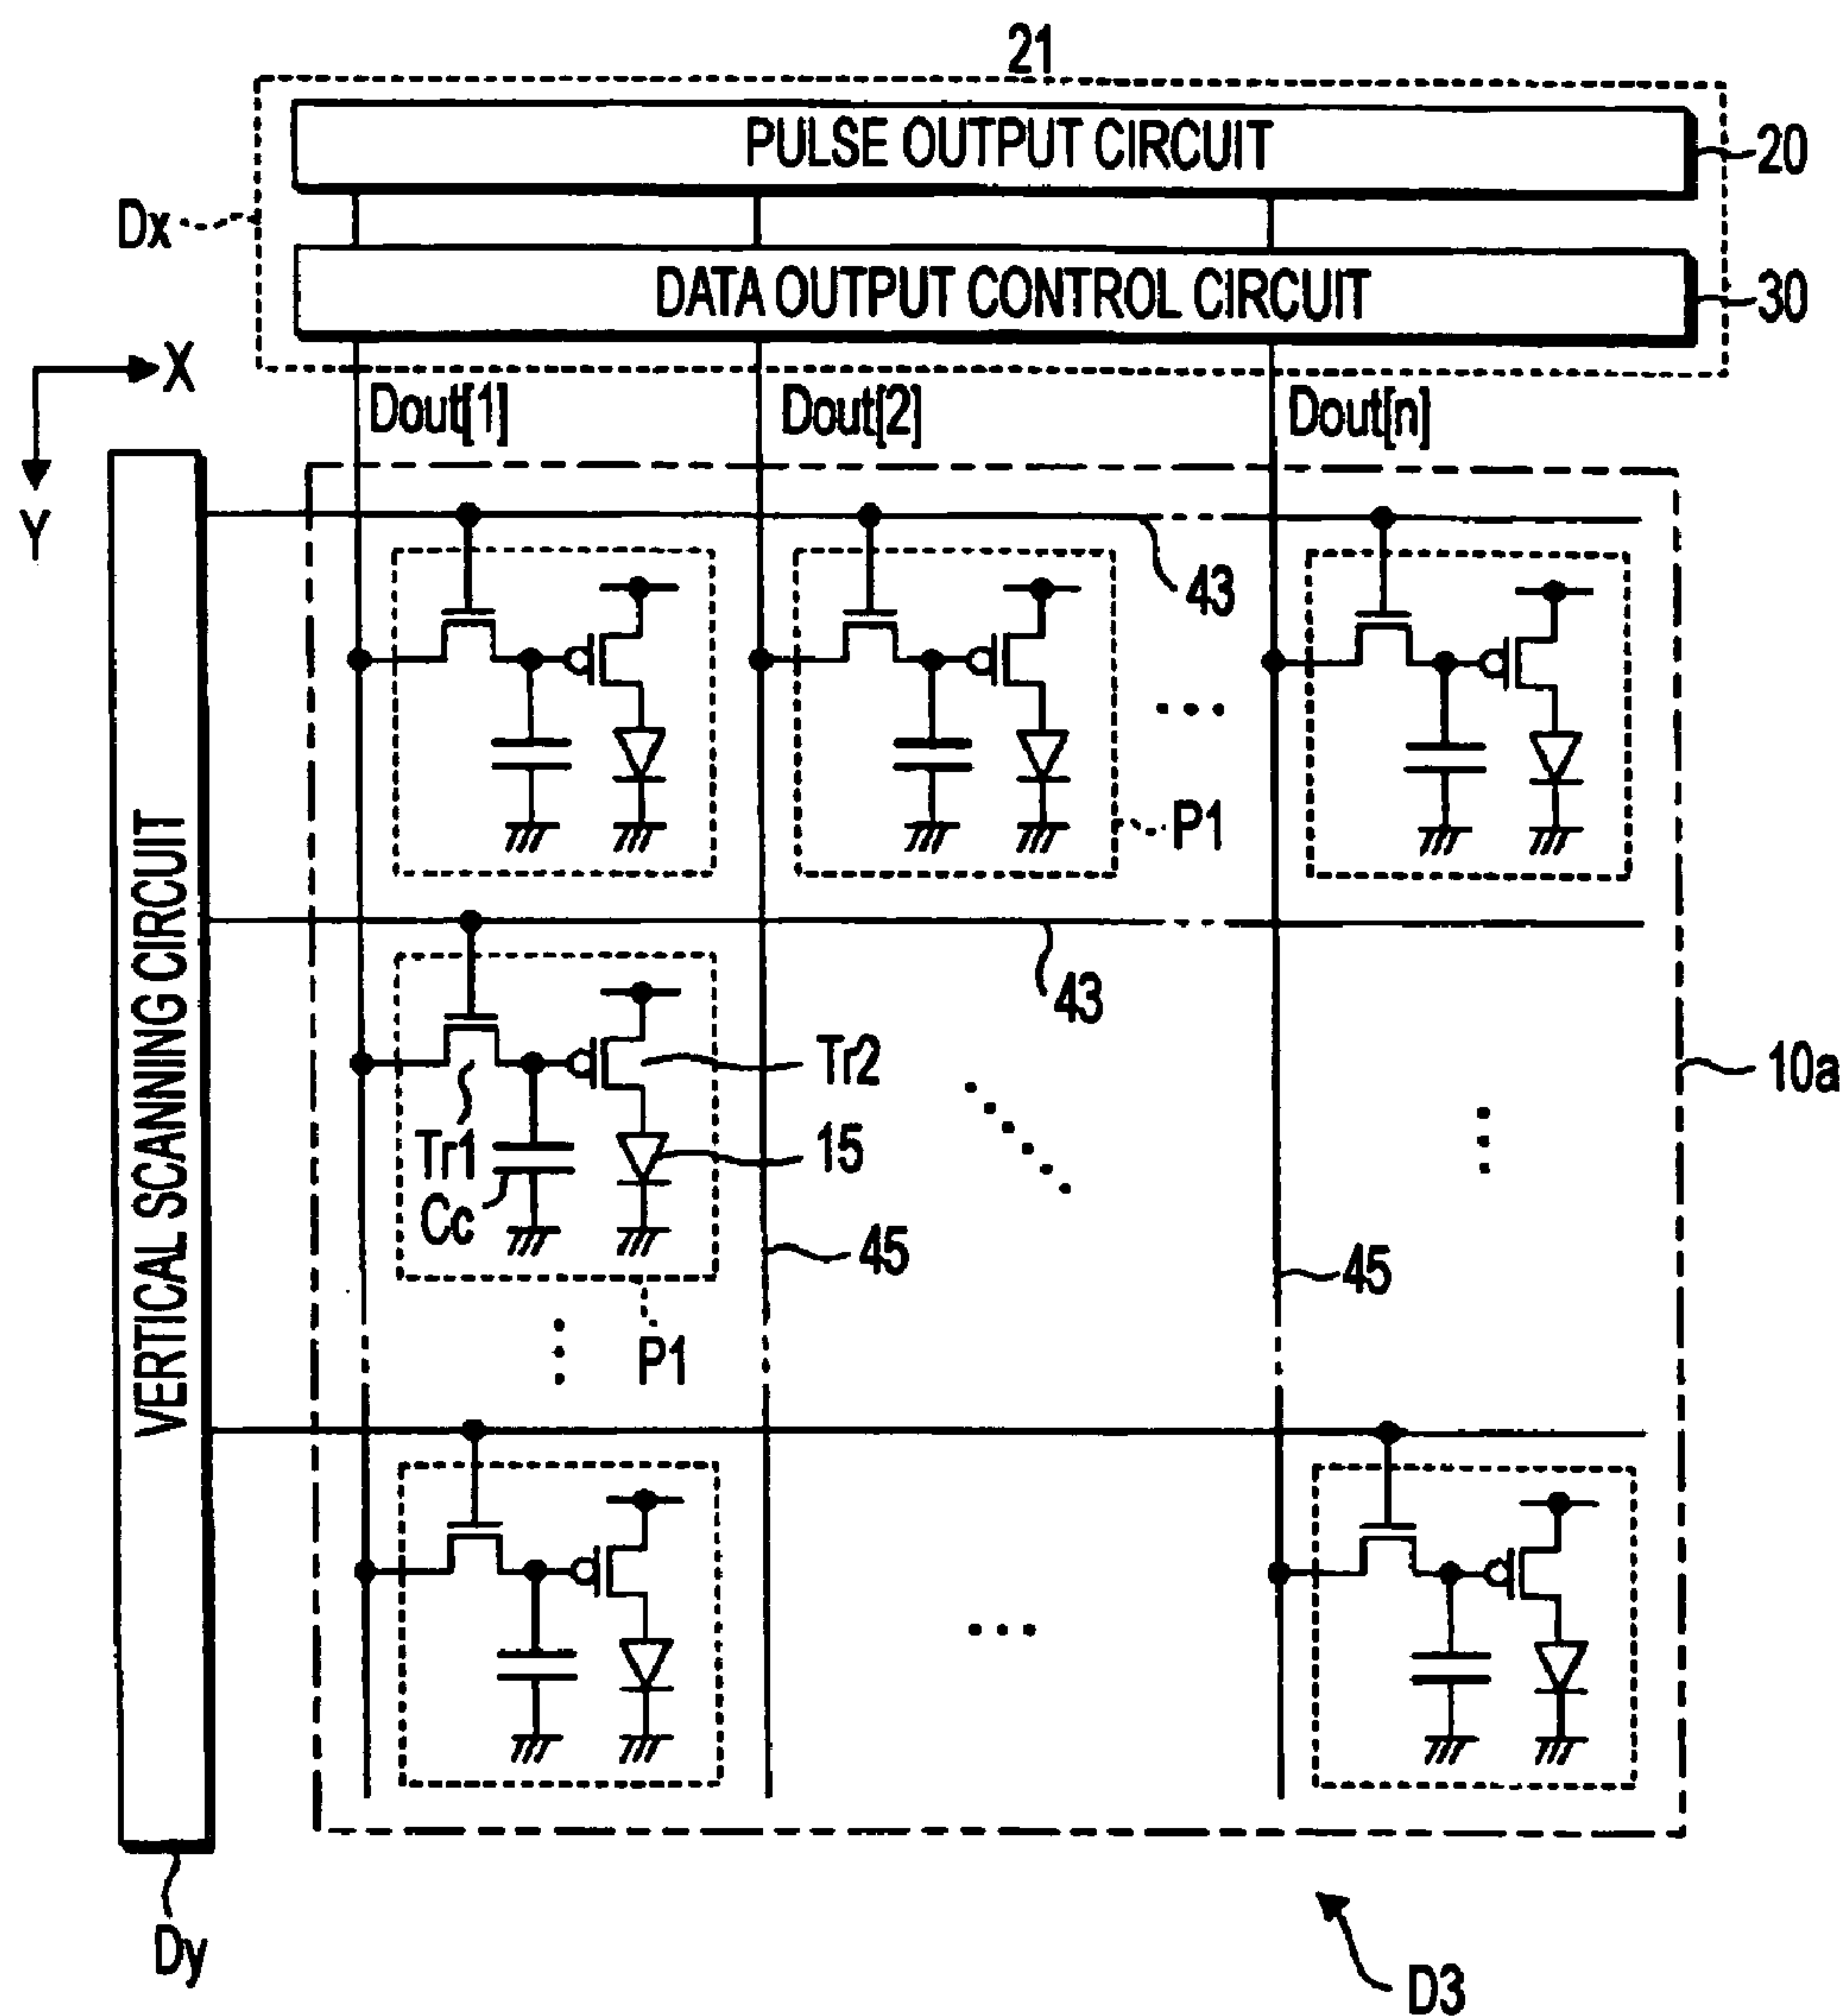 21
PULSE OUTPUT CIRCUIT
20
Dx
DATA OUTPUT CONTROL CIRCUIT
30
X
Y
Dout[1]
Dout[2]
Dout[n]
43
P1
VERTICAL SCANNING CIRCUIT
43
Tr2
10a
Tr1
15
Cc
45
45
P1
Dy
D3